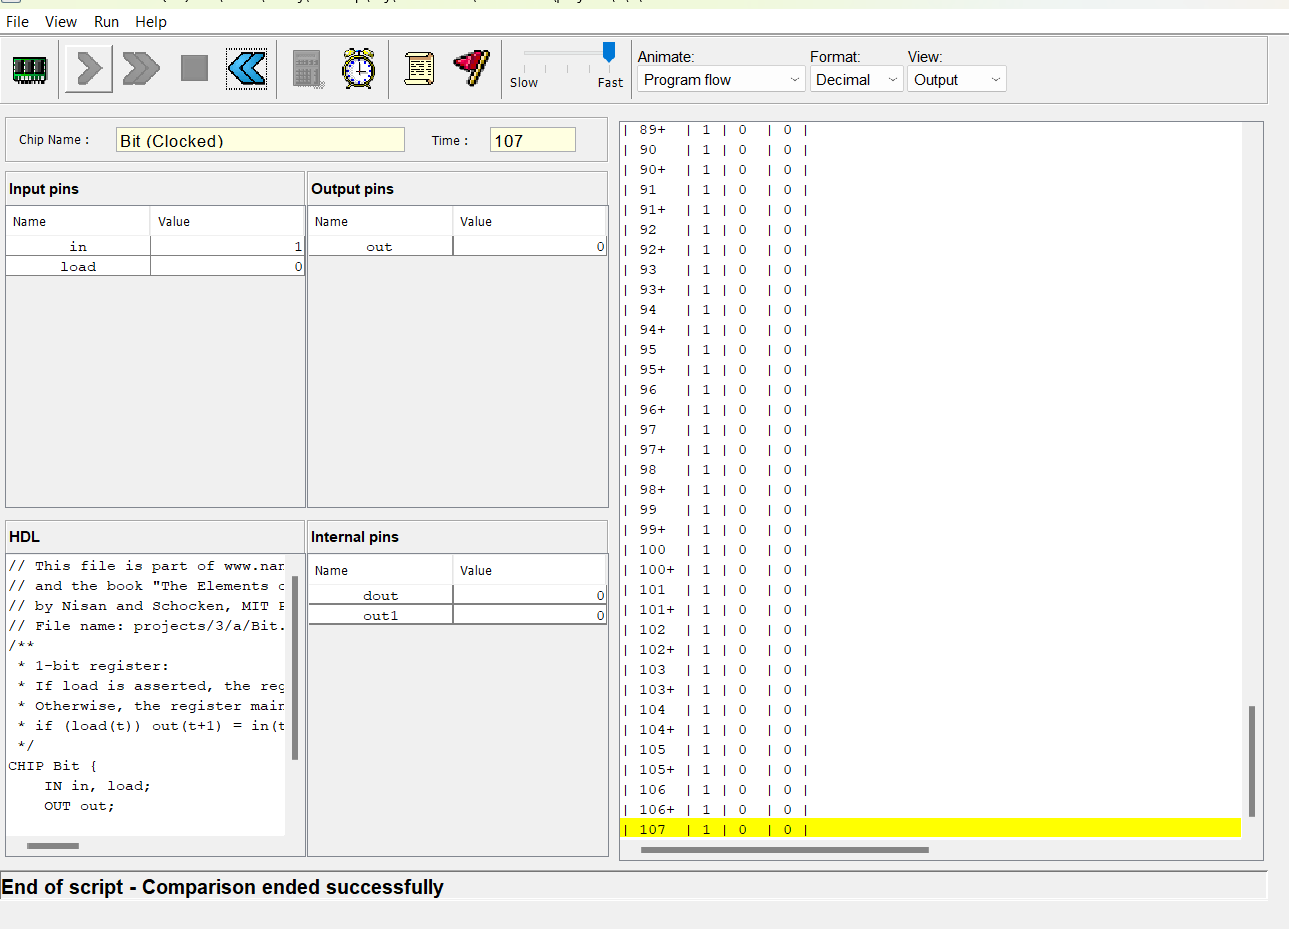 File View Run Help
Slow Fast
Animate: Format: View:
Program flow Decimal Output
Chip Name : Bit (Clocked) Time : 107
Input pins
Name Value
in 1
load 0
Output pins
Name Value
out 0
HDL
// This file is part of www.nan
// and the book "The Elements o
// by Nisan and Schocken, MIT P
// File name: projects/3/a/Bit.
/**
* 1-bit register:
* If load is asserted, the reg
* Otherwise, the register main
* if (load(t)) out(t+1) = in(t
*/
CHIP Bit {
IN in, load;
OUT out;
Internal pins
Name Value
dout 0
out1 0
| 89+ | 1 | 0 | 0 |
| 90 | 1 | 0 | 0 |
| 90+ | 1 | 0 | 0 |
| 91 | 1 | 0 | 0 |
| 91+ | 1 | 0 | 0 |
| 92 | 1 | 0 | 0 |
| 92+ | 1 | 0 | 0 |
| 93 | 1 | 0 | 0 |
| 93+ | 1 | 0 | 0 |
| 94 | 1 | 0 | 0 |
| 94+ | 1 | 0 | 0 |
| 95 | 1 | 0 | 0 |
| 95+ | 1 | 0 | 0 |
| 96 | 1 | 0 | 0 |
| 96+ | 1 | 0 | 0 |
| 97 | 1 | 0 | 0 |
| 97+ | 1 | 0 | 0 |
| 98 | 1 | 0 | 0 |
| 98+ | 1 | 0 | 0 |
| 99 | 1 | 0 | 0 |
| 99+ | 1 | 0 | 0 |
| 100 | 1 | 0 | 0 |
| 100+ | 1 | 0 | 0 |
| 101 | 1 | 0 | 0 |
| 101+ | 1 | 0 | 0 |
| 102 | 1 | 0 | 0 |
| 102+ | 1 | 0 | 0 |
| 103 | 1 | 0 | 0 |
| 103+ | 1 | 0 | 0 |
| 104 | 1 | 0 | 0 |
| 104+ | 1 | 0 | 0 |
| 105 | 1 | 0 | 0 |
| 105+ | 1 | 0 | 0 |
| 106 | 1 | 0 | 0 |
| 106+ | 1 | 0 | 0 |
| 107 | 1 | 0 | 0 |
End of script - Comparison ended successfully